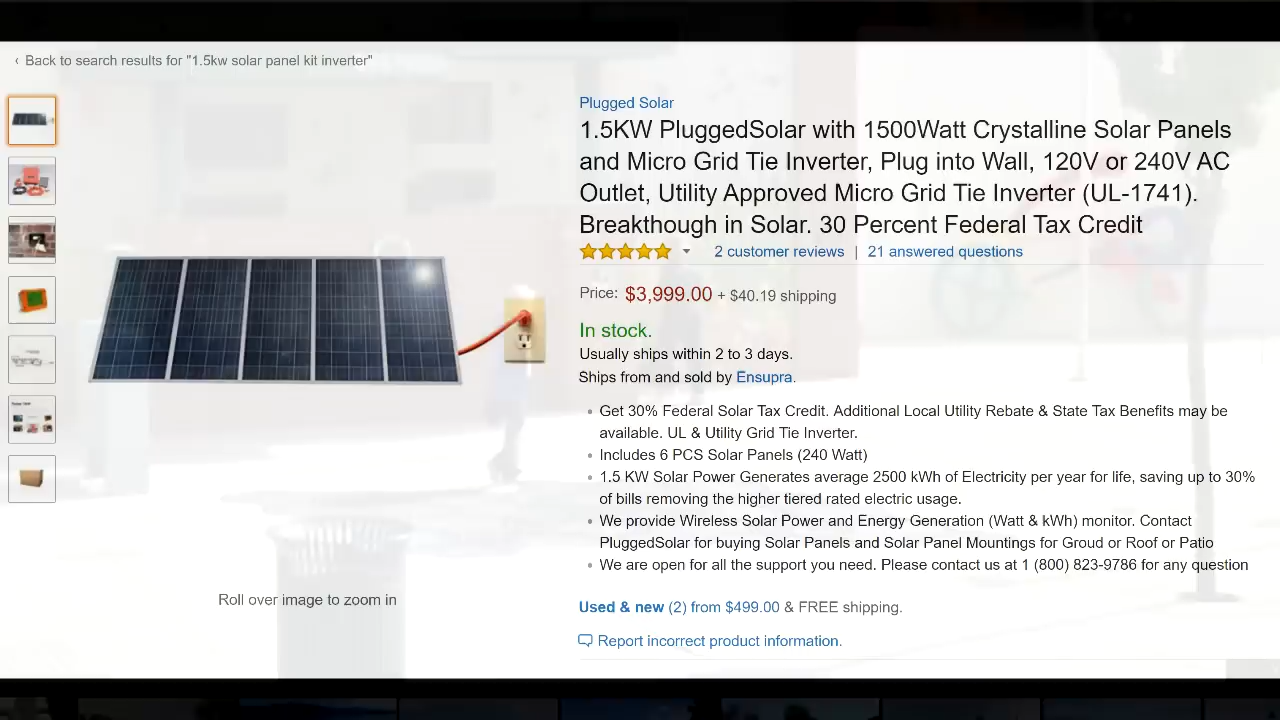 ‹ Back to search results for "1.5kw solar panel kit inverter"
Plugged Solar
1.5KW PluggedSolar with 1500Watt Crystalline Solar Panels
and Micro Grid Tie Inverter, Plug into Wall, 120V or 240V AC
Outlet, Utility Approved Micro Grid Tie Inverter (UL-1741).
Breakthough in Solar. 30 Percent Federal Tax Credit
2 customer reviews | 21 answered questions
Price: $3,999.00 + $40.19 shipping
In stock.
Usually ships within 2 to 3 days.
Ships from and sold by Ensupra.
• Get 30% Federal Solar Tax Credit. Additional Local Utility Rebate & State Tax Benefits may be
available. UL & Utility Grid Tie Inverter.
• Includes 6 PCS Solar Panels (240 Watt)
• 1.5 KW Solar Power Generates average 2500 kWh of Electricity per year for life, saving up to 30%
of bills removing the higher tiered rated electric usage.
• We provide Wireless Solar Power and Energy Generation (Watt & kWh) monitor. Contact
PluggedSolar for buying Solar Panels and Solar Panel Mountings for Groud or Roof or Patio
• We are open for all the support you need. Please contact us at 1 (800) 823-9786 for any question
Roll over image to zoom in
Used & new (2) from $499.00 & FREE shipping.
Report incorrect product information.